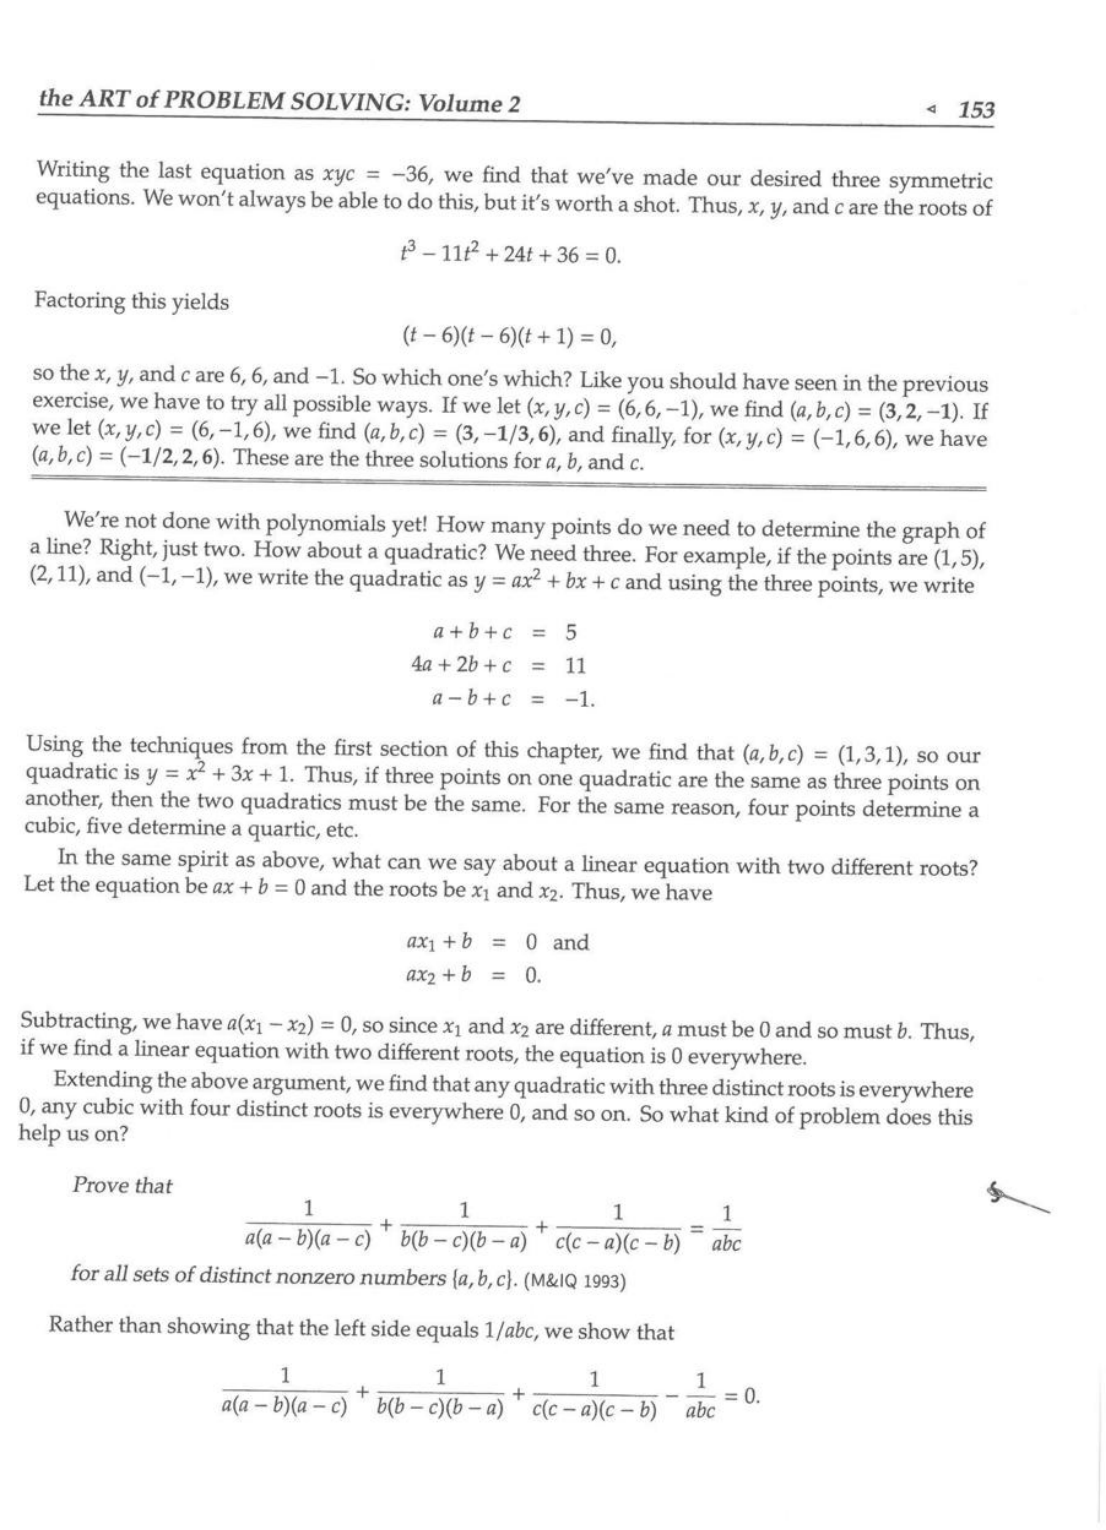 the ART of PROBLEM SOLVING: Volume 2 ◃ 153
Writing the last equation as xyc = −36, we find that we've made our desired three symmetric
equations. We won't always be able to do this, but it's worth a shot. Thus, x, y, and c are the roots of
t³ − 11t² + 24t + 36 = 0.
Factoring this yields
(t − 6)(t − 6)(t + 1) = 0,
so the x, y, and c are 6, 6, and −1. So which one's which? Like you should have seen in the previous
exercise, we have to try all possible ways. If we let (x, y, c) = (6, 6, −1), we find (a, b, c) = (3, 2, −1). If
we let (x, y, c) = (6, −1, 6), we find (a, b, c) = (3, −1/3, 6), and finally, for (x, y, c) = (−1, 6, 6), we have
(a, b, c) = (−1/2, 2, 6). These are the three solutions for a, b, and c.
We're not done with polynomials yet! How many points do we need to determine the graph of
a line? Right, just two. How about a quadratic? We need three. For example, if the points are (1, 5),
(2, 11), and (−1, −1), we write the quadratic as y = ax² + bx + c and using the three points, we write
a + b + c = 5
4a + 2b + c = 11
a − b + c = −1.
Using the techniques from the first section of this chapter, we find that (a, b, c) = (1, 3, 1), so our
quadratic is y = x² + 3x + 1. Thus, if three points on one quadratic are the same as three points on
another, then the two quadratics must be the same. For the same reason, four points determine a
cubic, five determine a quartic, etc.
In the same spirit as above, what can we say about a linear equation with two different roots?
Let the equation be ax + b = 0 and the roots be x₁ and x₂. Thus, we have
ax₁ + b = 0 and
ax₂ + b = 0.
Subtracting, we have a(x₁ − x₂) = 0, so since x₁ and x₂ are different, a must be 0 and so must b. Thus,
if we find a linear equation with two different roots, the equation is 0 everywhere.
Extending the above argument, we find that any quadratic with three distinct roots is everywhere
0, any cubic with four distinct roots is everywhere 0, and so on. So what kind of problem does this
help us on?
Prove that
1/(a(a − b)(a − c)) + 1/(b(b − c)(b − a)) + 1/(c(c − a)(c − b)) = 1/abc
for all sets of distinct nonzero numbers {a, b, c}. (M&IQ 1993)
Rather than showing that the left side equals 1/abc, we show that
1/(a(a − b)(a − c)) + 1/(b(b − c)(b − a)) + 1/(c(c − a)(c − b)) − 1/abc = 0.